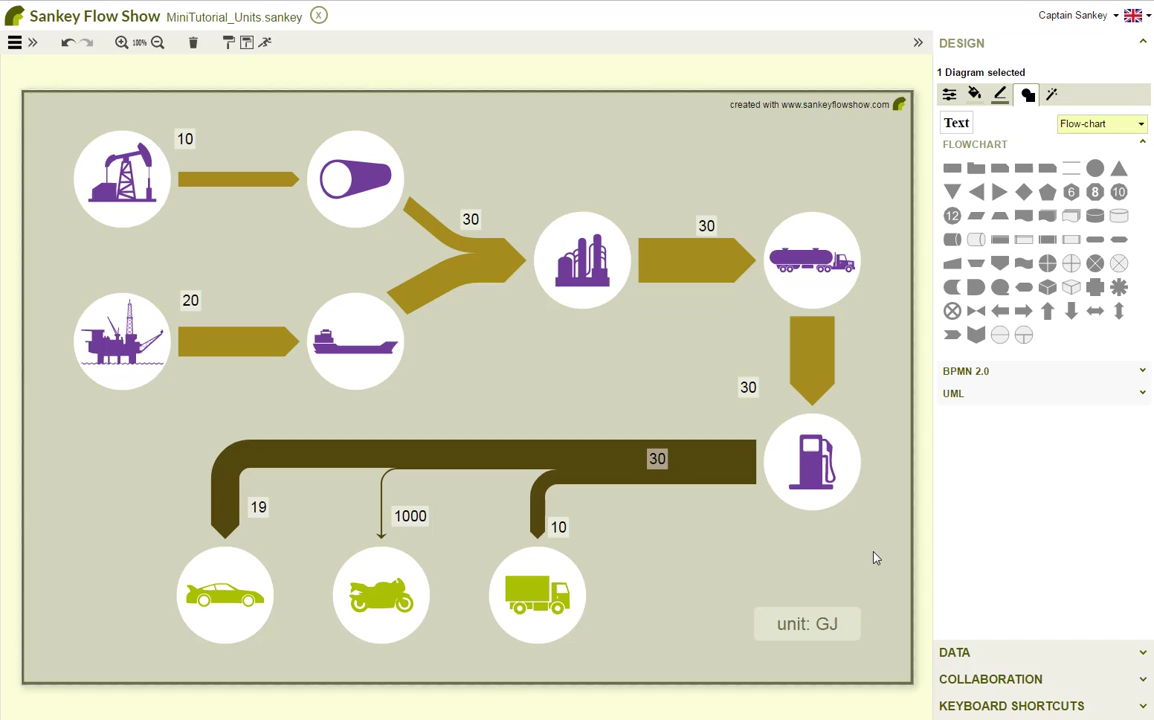 Sankey Flow Show MiniTutorial_Units.sankey X
Captain Sankey
100%
DESIGN
1 Diagram selected
Text
Flow-chart
FLOWCHART
6 8 10
12
BPMN 2.0
UML
DATA
COLLABORATION
KEYBOARD SHORTCUTS
created with www.sankeyflowshow.com
10
30
30
20
30
30
19
1000
10
unit: GJ